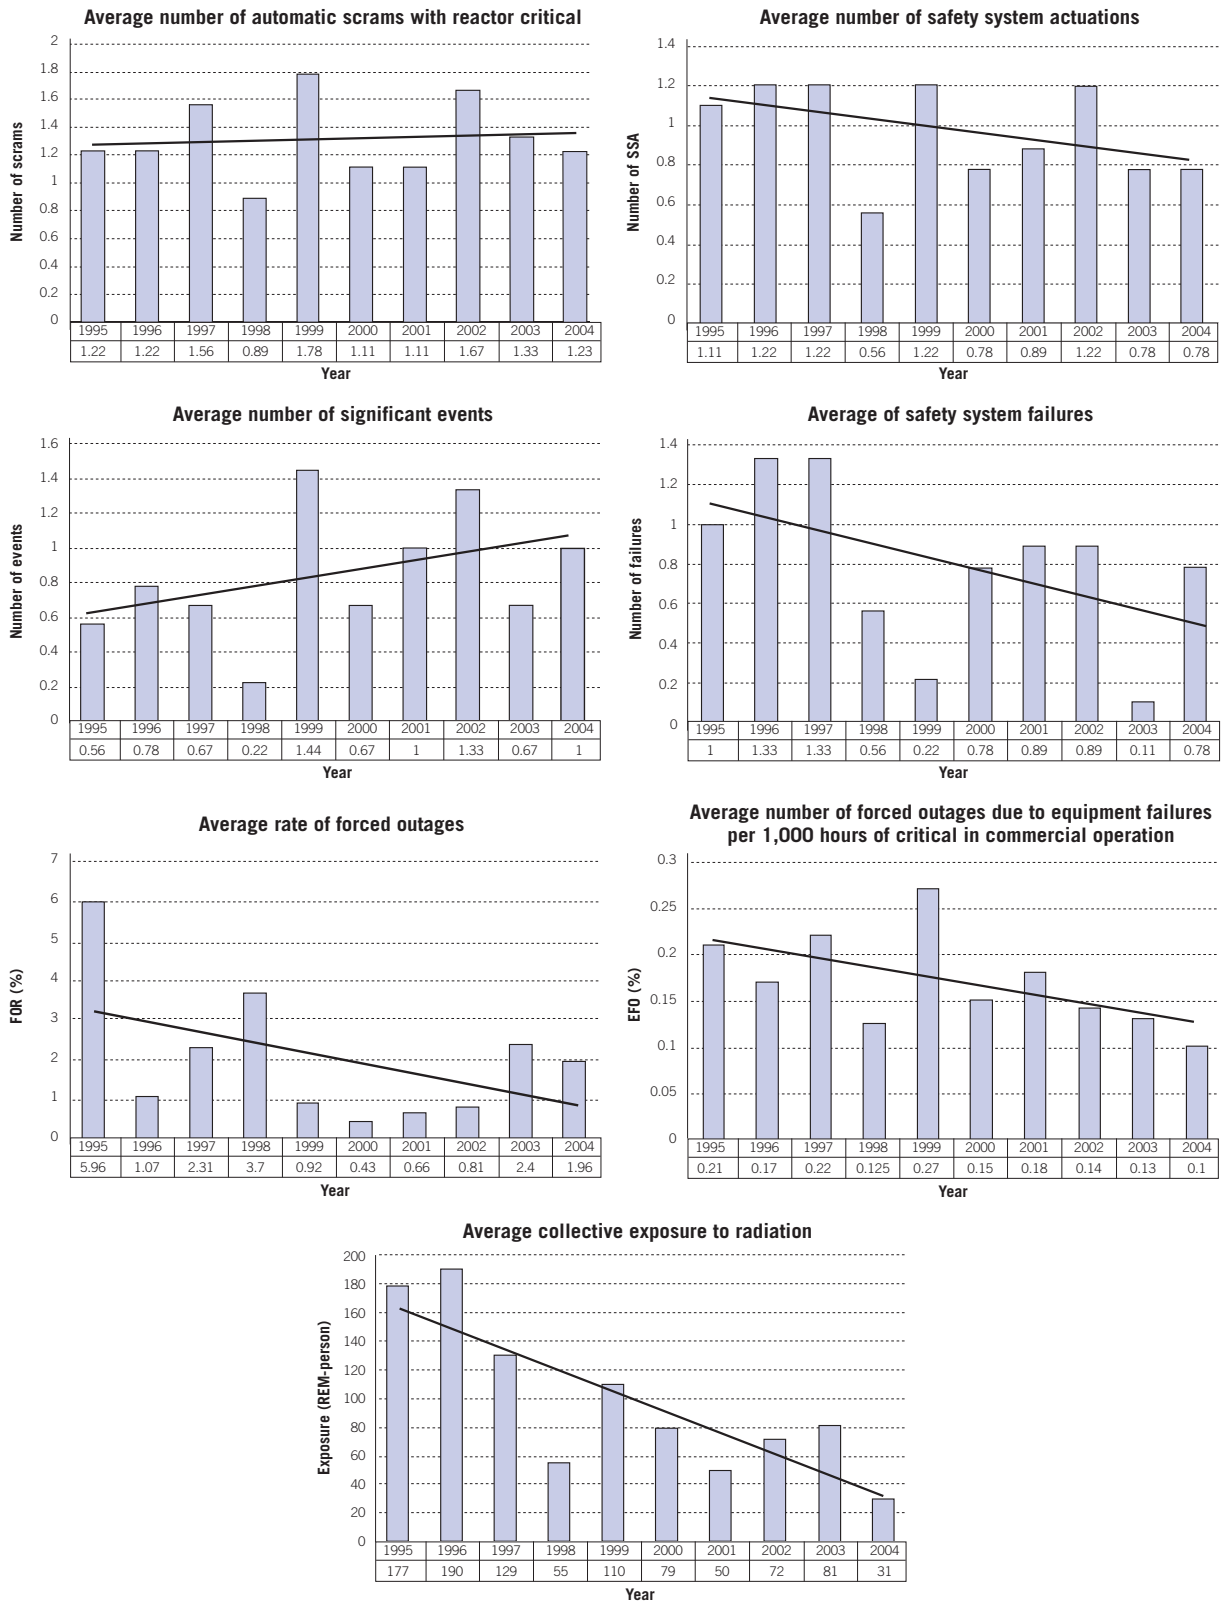 Average number of automatic scrams with reactor critical
Number of scrams
2
1.8
1.6
1.4
1.2
1
0.8
0.6
0.4
0.2
0
1995 1996 1997 1998 1999 2000 2001 2002 2003 2004
1.22 1.22 1.56 0.89 1.78 1.11 1.11 1.67 1.33 1.23
Year
Average number of safety system actuations
Number of SSA
1.4
1.2
1
0.8
0.6
0.4
0.2
0
1995 1996 1997 1998 1999 2000 2001 2002 2003 2004
1.11 1.22 1.22 0.56 1.22 0.78 0.89 1.22 0.78 0.78
Year
Average number of significant events
Number of events
1.6
1.4
1.2
1
0.8
0.6
0.4
0.2
0
1995 1996 1997 1998 1999 2000 2001 2002 2003 2004
0.56 0.78 0.67 0.22 1.44 0.67 1 1.33 0.67 1
Year
Average of safety system failures
Number of failures
1.4
1.2
1
0.8
0.6
0.4
0.2
0
1995 1996 1997 1998 1999 2000 2001 2002 2003 2004
1 1.33 1.33 0.56 0.22 0.78 0.89 0.89 0.11 0.78
Year
Average rate of forced outages
FOR (%)
7
6
5
4
3
2
1
0
1995 1996 1997 1998 1999 2000 2001 2002 2003 2004
5.96 1.07 2.31 3.7 0.92 0.43 0.66 0.81 2.4 1.96
Year
Average number of forced outages due to equipment failures
per 1,000 hours of critical in commercial operation
EFO (%)
0.3
0.25
0.2
0.15
0.1
0.05
0
1995 1996 1997 1998 1999 2000 2001 2002 2003 2004
0.21 0.17 0.22 0.125 0.27 0.15 0.18 0.14 0.13 0.1
Year
Average collective exposure to radiation
Exposure (REM-person)
200
180
160
140
120
100
80
60
40
20
0
1995 1996 1997 1998 1999 2000 2001 2002 2003 2004
177 190 129 55 110 79 50 72 81 31
Year